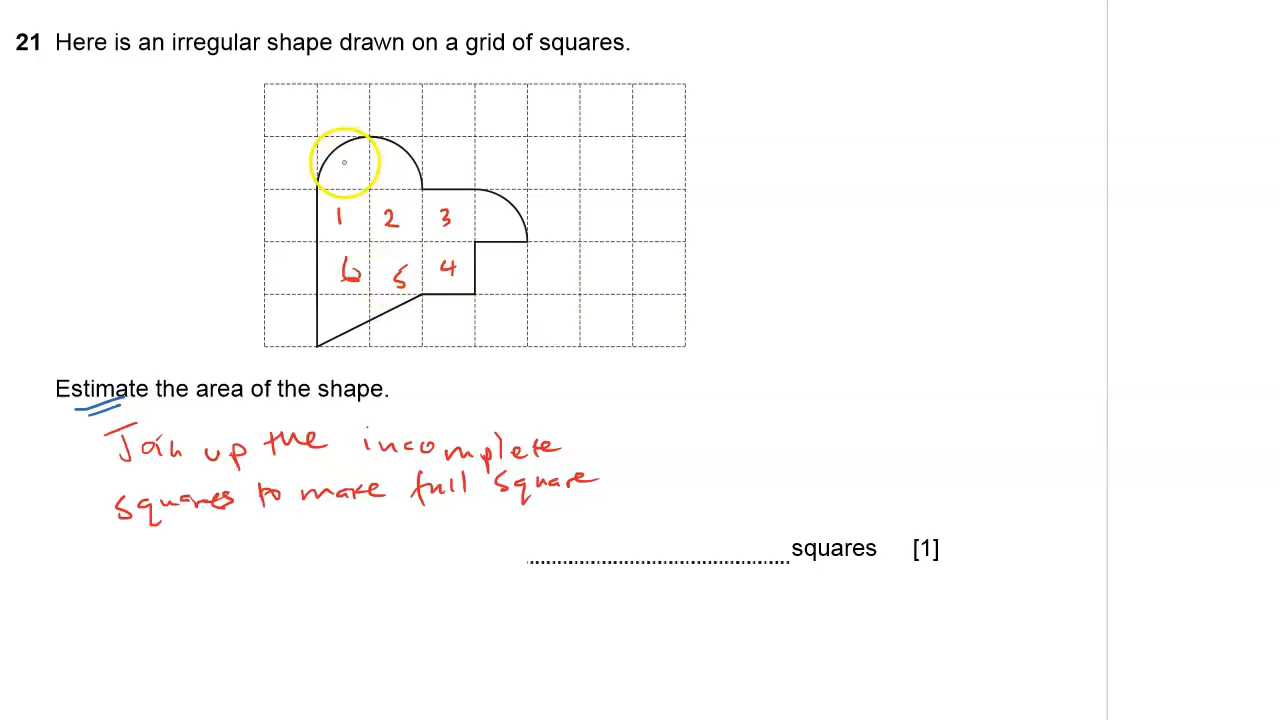 21 Here is an irregular shape drawn on a grid of squares.
1 2 3
6 5 4
Estimate the area of the shape.
Join up the incomplete
squares to make full square
squares [1]